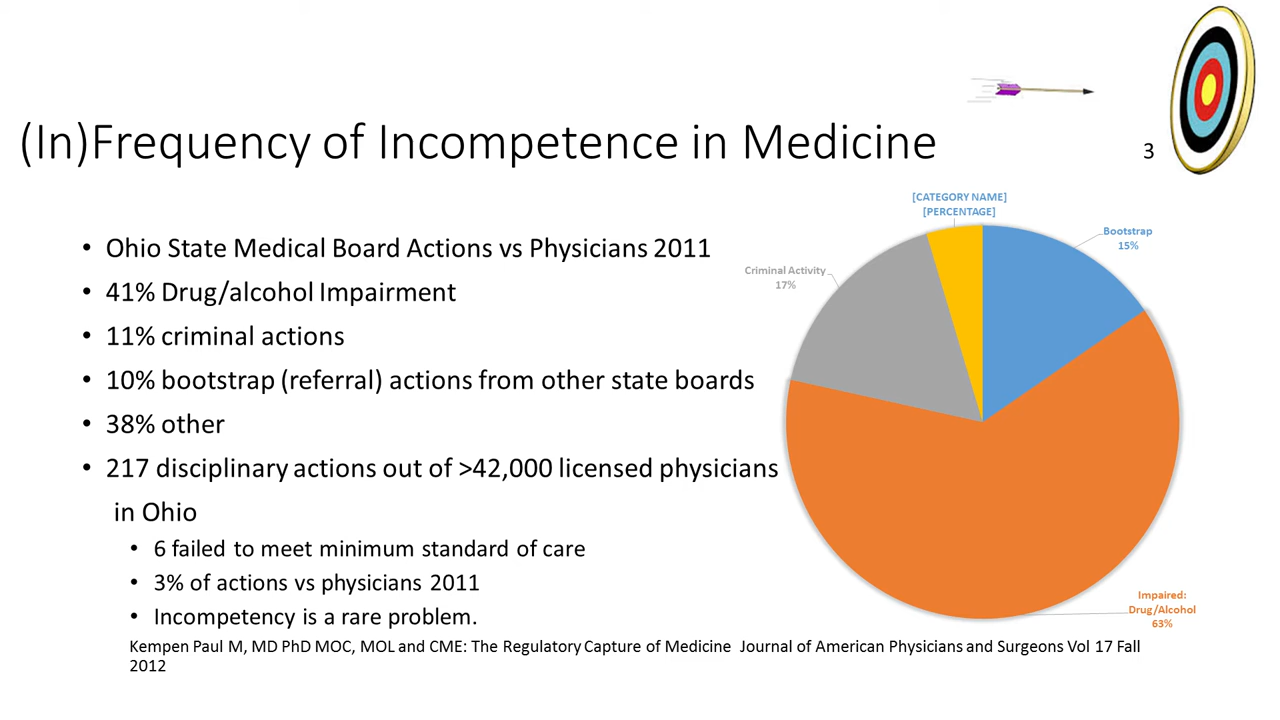 (In)Frequency of Incompetence in Medicine
3
• Ohio State Medical Board Actions vs Physicians 2011
• 41% Drug/alcohol Impairment
• 11% criminal actions
• 10% bootstrap (referral) actions from other state boards
• 38% other
• 217 disciplinary actions out of >42,000 licensed physicians
in Ohio
• 6 failed to meet minimum standard of care
• 3% of actions vs physicians 2011
• Incompetency is a rare problem.
Kempen Paul M, MD PhD MOC, MOL and CME: The Regulatory Capture of Medicine Journal of American Physicians and Surgeons Vol 17 Fall
2012
[CATEGORY NAME]
[PERCENTAGE]
Bootstrap
15%
Criminal Activity
17%
Impaired:
Drug/Alcohol
63%